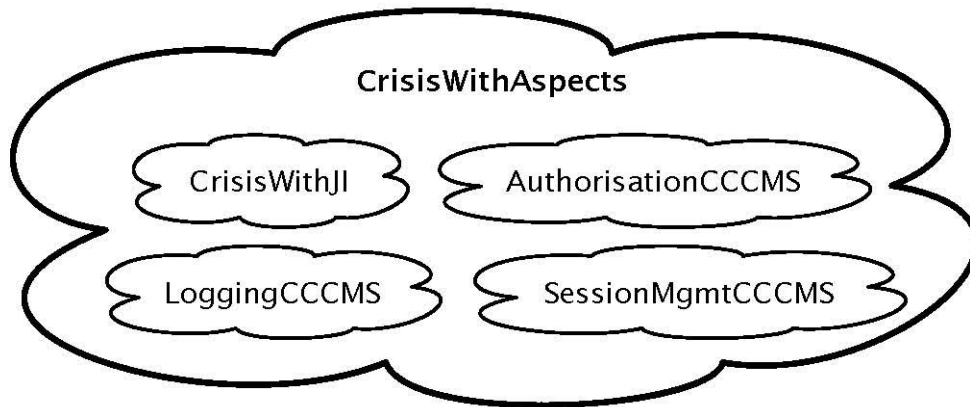 CrisisWithAspects
CrisisWithJI
AuthorisationCCCMS
LoggingCCCMS
SessionMgmtCCCMS